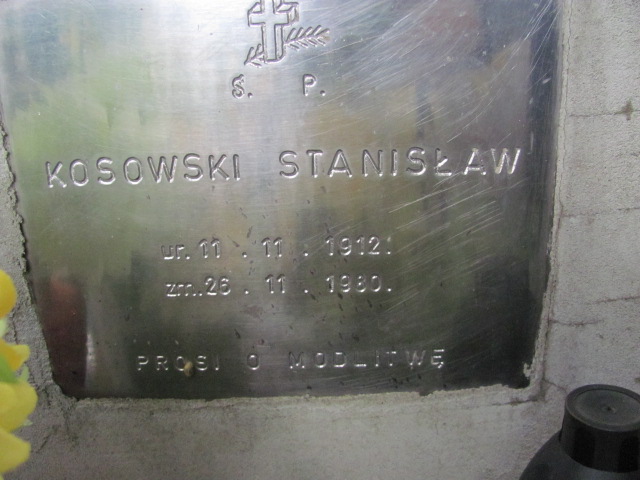 Ś. P.
KOSOWSKI STANISŁAW
ur. 11 . 11 . 1912.
zm. 26 . 11 . 1980.
PROSI O MODLITWĘ